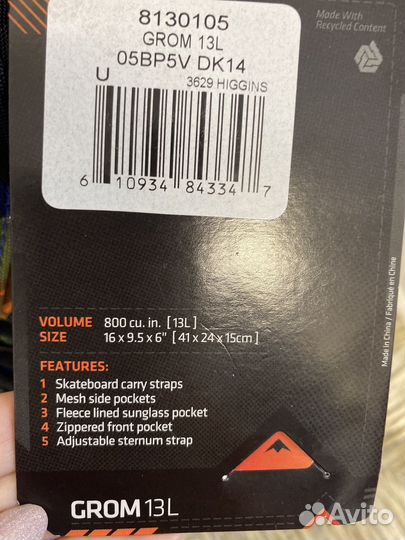 8130105
GROM 13L
05BP5V DK14
U
3629 HIGGINS
6 10934 84334 7
Made With
Recycled Content
VOLUME 800 cu. in. [13L]
SIZE 16 x 9.5 x 6” [41 x 24 x 15cm]
FEATURES:
1 Skateboard carry straps
2 Mesh side pockets
3 Fleece lined sunglass pocket
4 Zippered front pocket
5 Adjustable sternum strap
GROM 13L
Made in China / Fabriqué en Chine
Avito